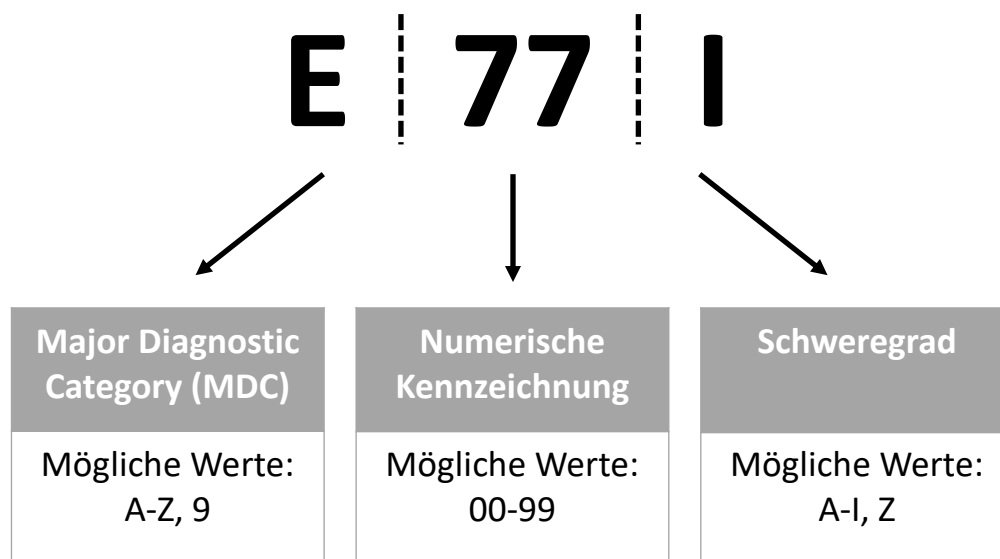 E 77 I
Major Diagnostic
Category (MDC)
Mögliche Werte:
A-Z, 9
Numerische
Kennzeichnung
Mögliche Werte:
00-99
Schweregrad
Mögliche Werte:
A-I, Z